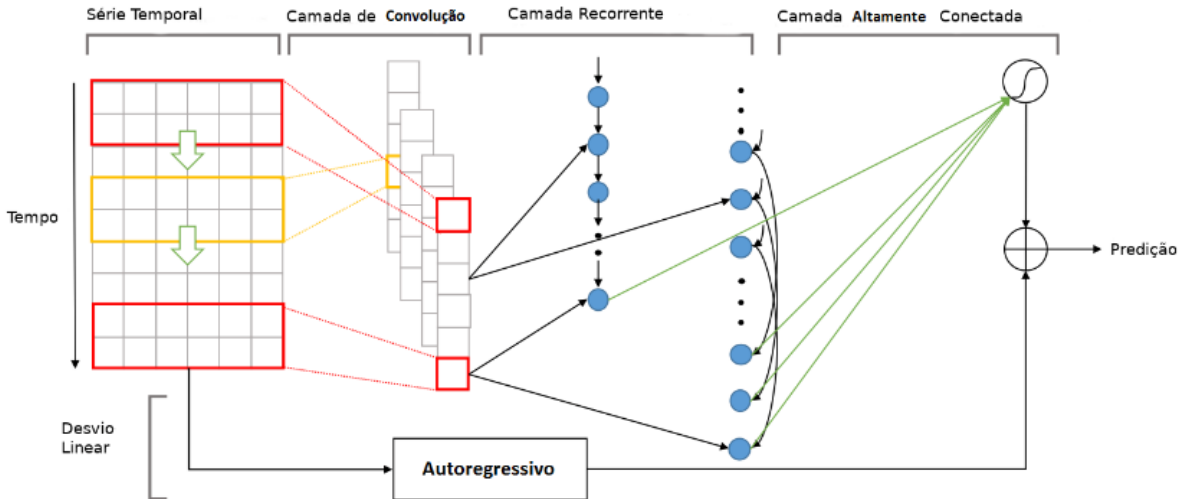 Série Temporal
Camada de Convolução
Camada Recorrente
Camada Altamente Conectada
Tempo
Predição
Desvio
Linear
Autoregressivo